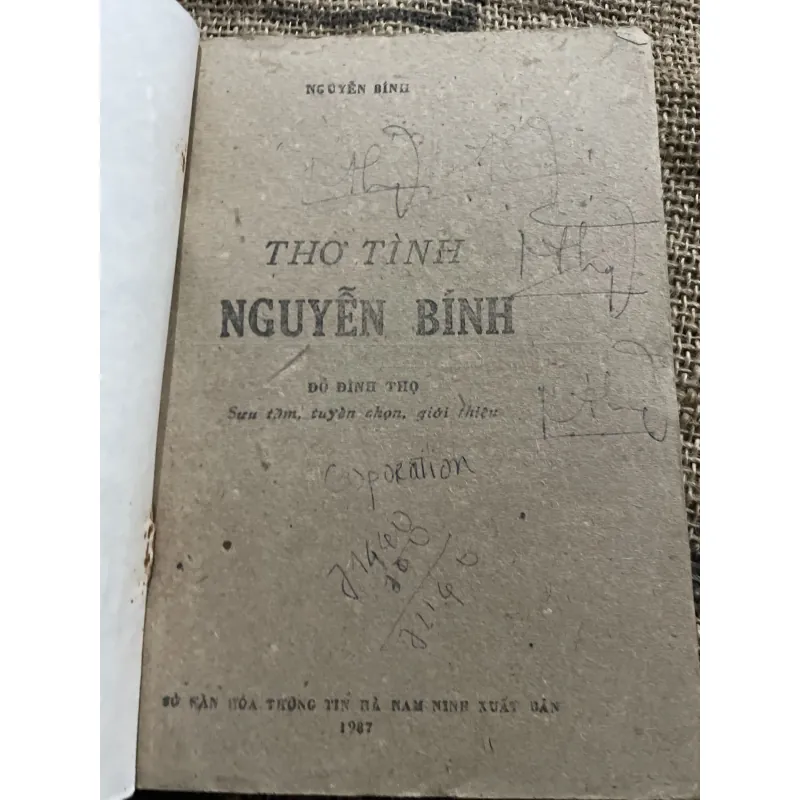 NGUYỄN BÍNH
THƠ TÌNH
NGUYỄN BÍNH
ĐỖ ĐÌNH THỌ
Sưu tầm, tuyển chọn, giới thiệu
Corporation
SỞ VĂN HÓA THÔNG TIN HÀ NAM NINH XUẤT BẢN
1987